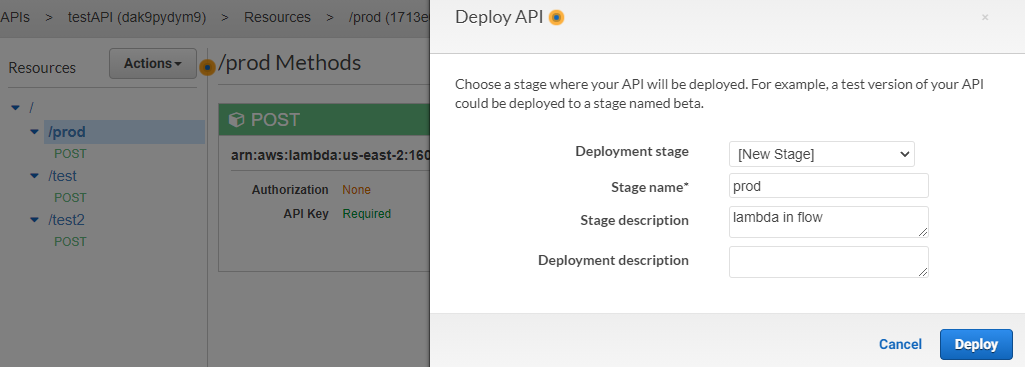 APIs > testAPI (dak9pydym9) > Resources > /prod (1713e
Resources
Actions
/prod Methods
/
/prod
POST
/test
POST
/test2
POST
POST
arn:aws:lambda:us-east-2:160
Authorization None
API Key Required
Deploy API
×
Choose a stage where your API will be deployed. For example, a test version of your API
could be deployed to a stage named beta.
Deployment stage [New Stage]
Stage name* prod
Stage description lambda in flow
Deployment description
Cancel Deploy